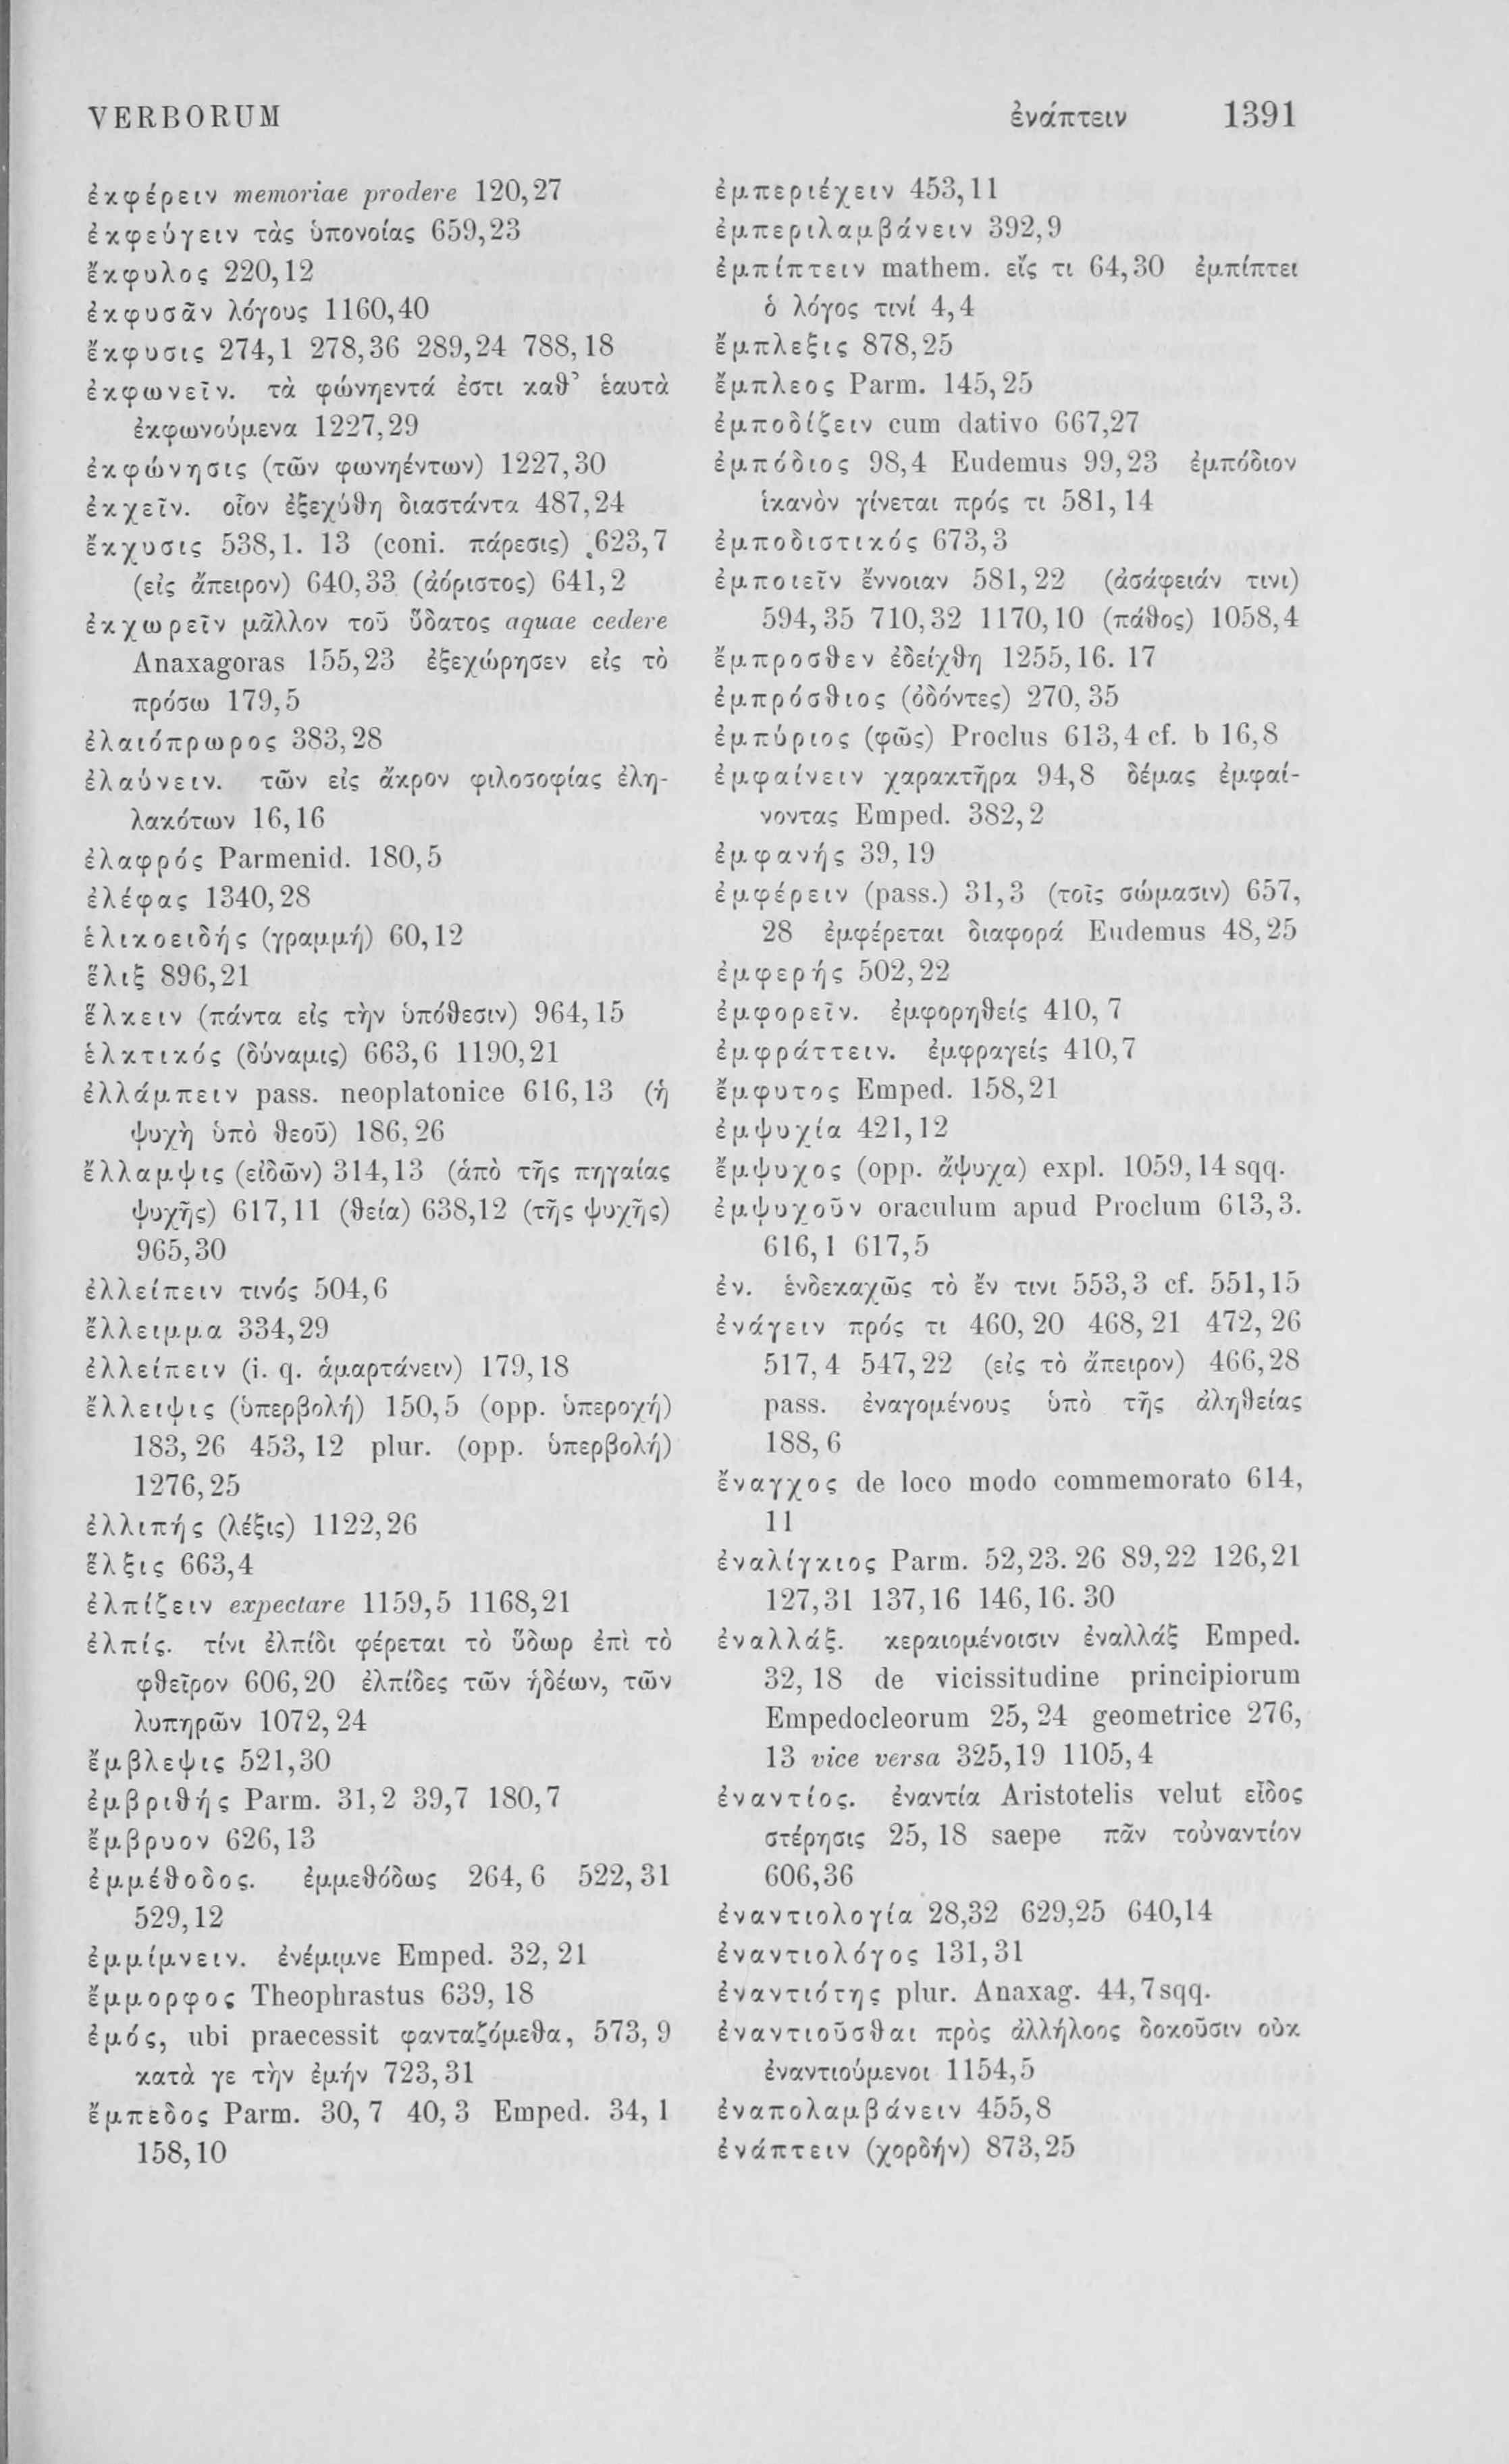 VERBORUM ἐνάπτειν 1391
ἐκφέρειν memoriae prodere 120,27
ἐκφεύγειν τὰς ὑπονοίας 659,23
ἔκφυλος 220,12
ἐκφυσᾶν λόγους 1160,40
ἔκφυσις 274,1 278,36 289,24 788,18
ἐκφωνεῖν. τὰ φώνηεντά ἐστι καθ’ ἑαυτὰ
ἐκφωνούμενα 1227,29
ἐκφώνησις (τῶν φωνηέντων) 1227,30
ἐκχεῖν. οἷον ἐξεχύθη διαστάντα 487,24
ἔκχυσις 538,1. 13 (coni. πάρεσις) 623,7
(εἰς ἄπειρον) 640,33 (ἀόριστος) 641,2
ἐκχωρεῖν μᾶλλον τοῦ ὕδατος aquae cedere
Anaxagoras 155,23 ἐξεχώρησεν εἰς τὸ
πρόσω 179,5
ἐλαιόπρωρος 383,28
ἐλαύνειν. τῶν εἰς ἄκρον φιλοσοφίας ἐλη-
λακότων 16,16
ἐλαφρός Parmenid. 180,5
ἐλέφας 1340,28
ἑλικοειδής (γραμμή) 60,12
ἕλιξ 896,21
ἕλκειν (πάντα εἰς τὴν ὑπόθεσιν) 964,15
ἑλκτικός (δύναμις) 663,6 1190,21
ἐλλάμπειν pass. neoplatonice 616,13 (ἡ
ψυχὴ ὑπὸ θεοῦ) 186,26
ἔλλαμψις (εἰδῶν) 314,13 (ἀπὸ τῆς πηγαίας
ψυχῆς) 617,11 (θεία) 638,12 (τῆς ψυχῆς)
965,30
ἐλλείπειν τινός 504,6
ἔλλειμμα 334,29
ἐλλείπειν (i. q. ἁμαρτάνειν) 179,18
ἔλλειψις (ὑπερβολή) 150,5 (opp. ὑπεροχή)
183,26 453,12 plur. (opp. ὑπερβολή)
1276,25
ἐλλιπής (λέξις) 1122,26
ἕλξις 663,4
ἐλπίζειν expectare 1159,5 1168,21
ἐλπίς. τίνι ἐλπίδι φέρεται τὸ ὕδωρ ἐπὶ τὸ
φθεῖρον 606,20 ἐλπίδες τῶν ἡδέων, τῶν
λυπηρῶν 1072,24
ἔμβλεψις 521,30
ἐμβριθής Parm. 31,2 39,7 180,7
ἔμβρυον 626,13
ἐμμέθοδος. ἐμμεθόδως 264,6 522,31
529,12
ἐμμίμνειν. ἐνέμιμνε Emped. 32,21
ἔμμορφος Theophrastus 639,18
ἐμός, ubi praecessit φανταζόμεθα, 573,9
κατὰ γε τὴν ἐμήν 723,31
ἔμπεδος Parm. 30,7 40,3 Emped. 34,1
158,10
ἐμπεριέχειν 453,11
ἐμπεριλαμβάνειν 392,9
ἐμπίπτειν mathem. εἴς τι 64,30 ἐμπίπτει
ὁ λόγος τινί 4,4
ἔμπλεξις 878,25
ἔμπλεος Parm. 145,25
ἐμποδίζειν cum dativo 667,27
ἐμπόδιος 98,4 Eudemus 99,23 ἐμπόδιον
ἱκανὸν γίνεται πρός τι 581,14
ἐμποδιστικός 673,3
ἐμποιεῖν ἔννοιαν 581,22 (ἀσάφειάν τινι)
594,35 710,32 1170,10 (πάθος) 1058,4
ἔμπροσθεν ἐδείχθη 1255,16. 17
ἐμπρόσθιος (ὀδόντες) 270,35
ἐμπύριος (φῶς) Proclus 613,4 cf. b 16,8
ἐμφαίνειν χαρακτῆρα 94,8 δέμας ἐμφαί-
νοντας Emped. 382,2
ἐμφανής 39,19
ἐμφέρειν (pass.) 31,3 (τοῖς σώμασιν) 657,
28 ἐμφέρεται διαφορά Eudemus 48,25
ἐμφερής 502,22
ἐμφορεῖν. ἐμφορηθείς 410,7
ἐμφράττειν. ἐμφραγείς 410,7
ἔμφυτος Emped. 158,21
ἐμψυχία 421,12
ἔμψυχος (opp. ἄψυχα) expl. 1059,14 sqq.
ἐμψυχοῦν oraculum apud Proclum 613,3.
616,1 617,5
ἐν. ἑνδεκαχῶς τὸ ἔν τινι 553,3 cf. 551,15
ἐνάγειν πρός τι 460,20 468,21 472,26
517,4 547,22 (εἰς τὸ ἄπειρον) 466,28
pass. ἐναγομένους ὑπὸ τῆς ἀληθείας
188,6
ἔναγχος de loco modo commemorato 614,
11
ἐναλίγκιος Parm. 52,23. 26 89,22 126,21
127,31 137,16 146,16. 30
ἐναλλάξ. κεραιομένοισιν ἐναλλάξ Emped.
32,18 de vicissitudine principiorum
Empedocleorum 25,24 geometrice 276,
13 vice versa 325,19 1105,4
ἐναντίος. ἐναντία Aristotelis velut εἶδος
στέρησις 25,18 saepe πᾶν τοὐναντίον
606,36
ἐναντιολογία 28,32 629,25 640,14
ἐναντιολόγος 131,31
ἐναντιότης plur. Anaxag. 44,7 sqq.
ἐναντιοῦσθαι πρὸς ἀλλήλοος δοκοῦσιν οὐκ
ἐναντιούμενοι 1154,5
ἐναπολαμβάνειν 455,8
ἐνάπτειν (χορδήν) 873,25